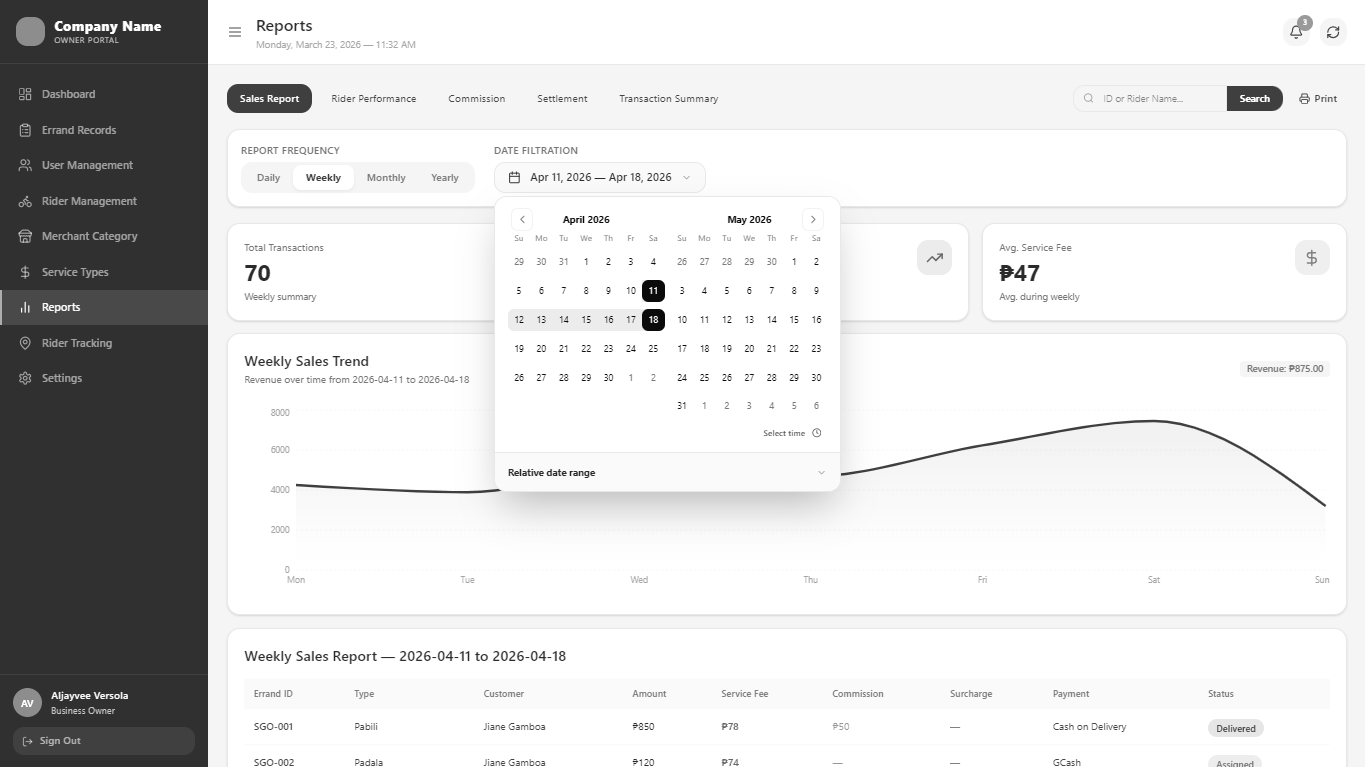 Company Name
OWNER PORTAL
Dashboard
Errand Records
User Management
Rider Management
Merchant Category
Service Types
Reports
Rider Tracking
Settings
AV
Aljayvee Versola
Business Owner
Sign Out
Reports
Monday, March 23, 2026 — 11:32 AM
3
Sales Report Rider Performance Commission Settlement Transaction Summary
ID or Rider Name... Search Print
REPORT FREQUENCY
Daily Weekly Monthly Yearly
DATE FILTRATION
Apr 11, 2026 — Apr 18, 2026
April 2026
Su Mo Tu We Th Fr Sa
29 30 31 1 2 3 4
5 6 7 8 9 10 11
12 13 14 15 16 17 18
19 20 21 22 23 24 25
26 27 28 29 30 1 2
May 2026
Su Mo Tu We Th Fr Sa
26 27 28 29 30 1 2
3 4 5 6 7 8 9
10 11 12 13 14 15 16
17 18 19 20 21 22 23
24 25 26 27 28 29 30
31 1 2 3 4 5 6
Select time
Relative date range
Total Transactions
70
Weekly summary
Avg. Service Fee
₱47
Avg. during weekly
Weekly Sales Trend
Revenue over time from 2026-04-11 to 2026-04-18
Revenue: ₱875.00
8000
6000
4000
2000
0
Mon Tue Wed Thu Fri Sat Sun
Weekly Sales Report — 2026-04-11 to 2026-04-18
Errand ID Type Customer Amount Service Fee Commission Surcharge Payment Status
SGO-001 Pabili Jiane Gamboa ₱850 ₱78 ₱50 — Cash on Delivery Delivered
SGO-002 Padala Jiane Gamboa ₱120 ₱74 — — GCash Assigned